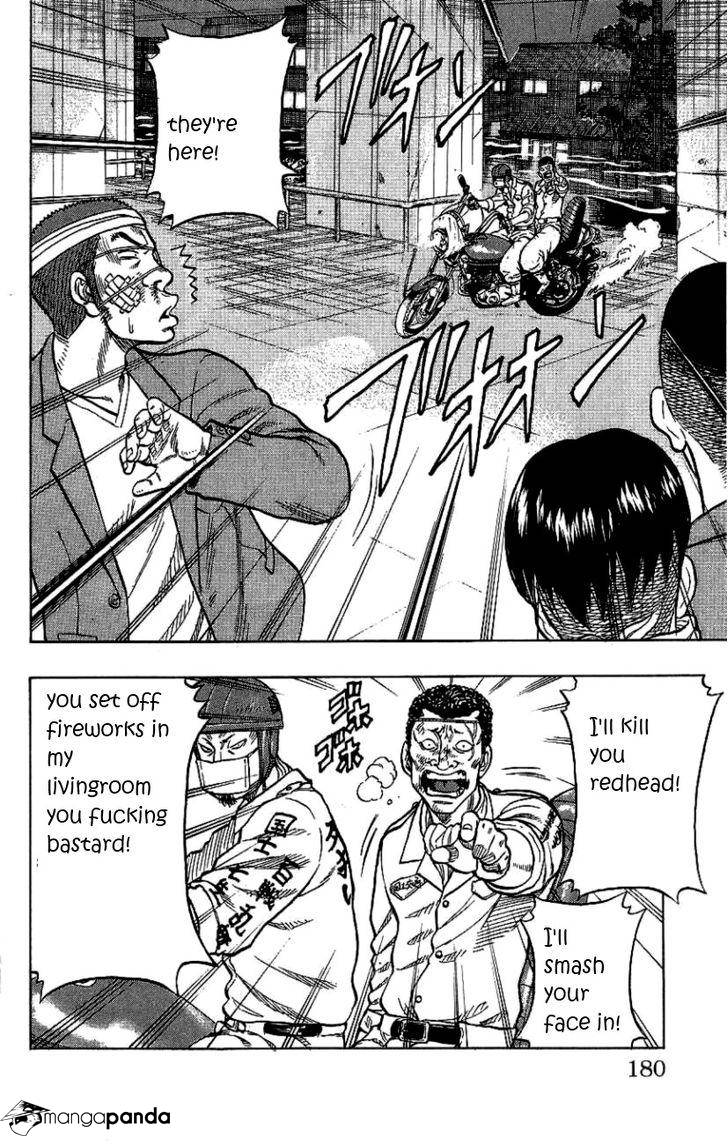 they're
here!
ブオン
ブオオン
I'll kill
you
redhead!
I'll
smash
your
face in!
ゴホ
ゴホ
you set off
fireworks in
my
livingroom
you fucking
bastard!
180
mangapanda